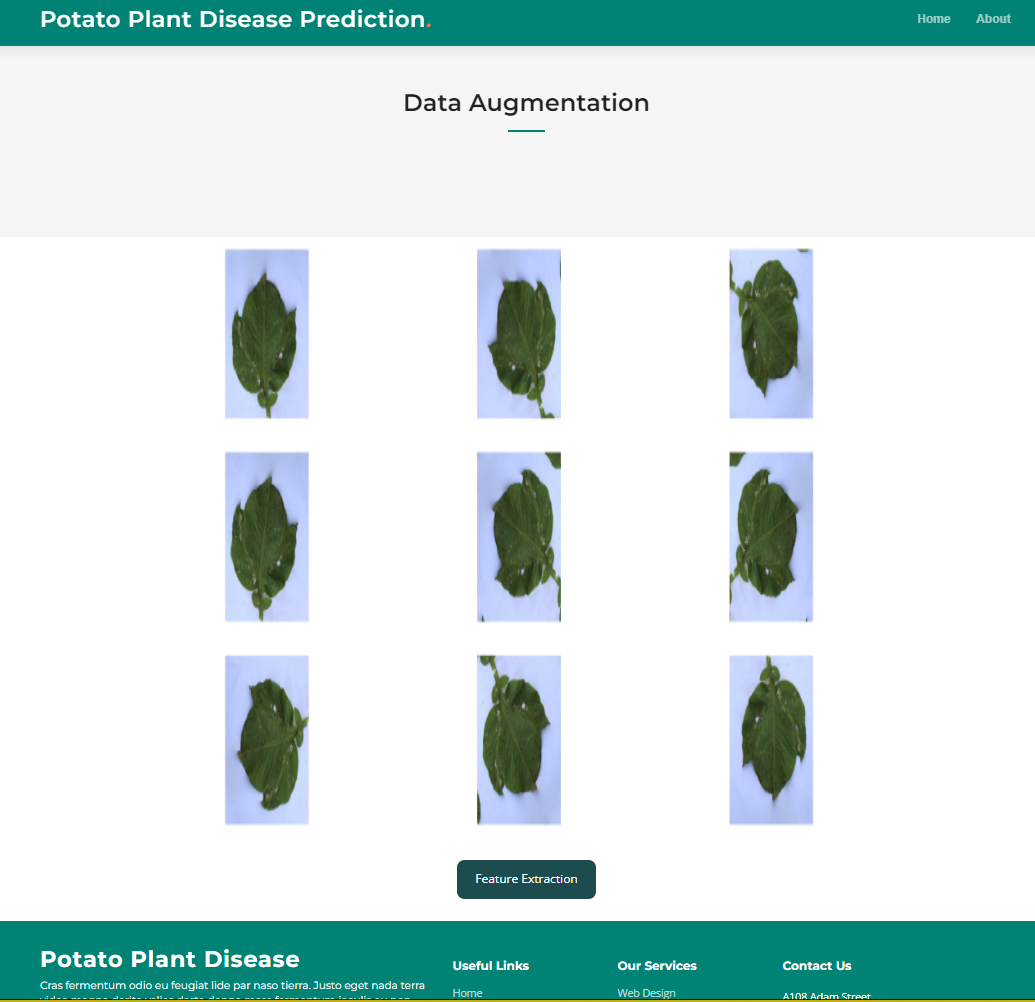 Potato Plant Disease Prediction.
Home About
Data Augmentation
Feature Extraction
Potato Plant Disease
Cras fermentum odio eu feugiat lide par naso tierra. Justo eget nada terra
Useful Links
Home
Our Services
Web Design
Contact Us
A108 Adam Street